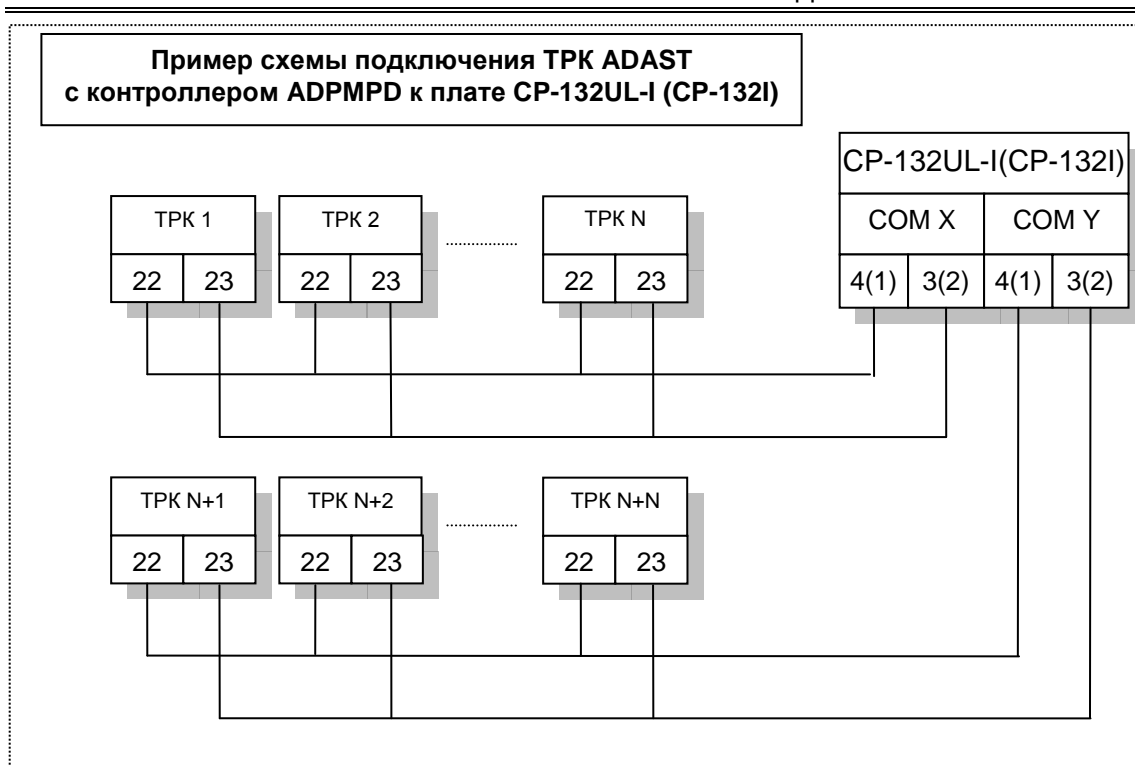 Пример схемы подключения ТРК ADAST
с контроллером ADPMPD к плате CP-132UL-I (CP-132I)
CP-132UL-I(CP-132I)
COM X COM Y
4(1) 3(2) 4(1) 3(2)
ТРК 1 ТРК 2 ................. ТРК N
22 23 22 23 22 23
ТРК N+1 ТРК N+2 ................. ТРК N+N
22 23 22 23 22 23